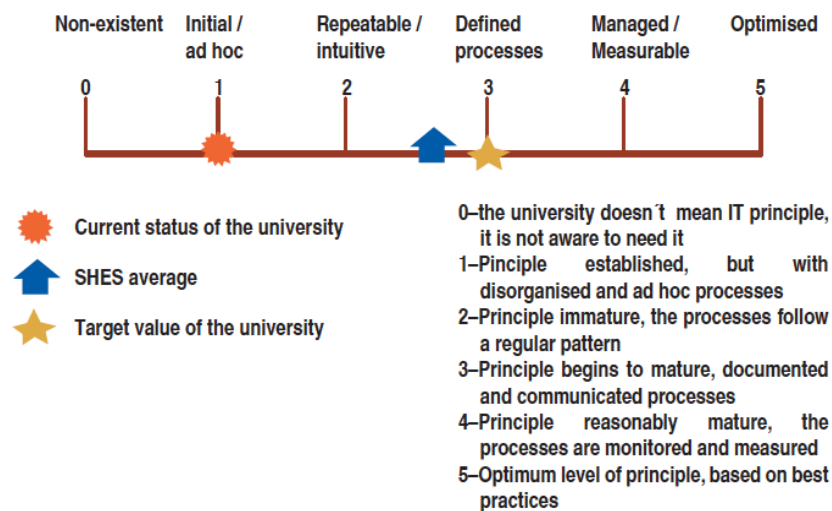 Non-existent Initial / Repeatable / Defined Managed / Optimised
ad hoc intuitive processes Measurable
0 1 2 3 4 5
Current status of the university
SHES average
Target value of the university
0–the university doesn´t mean IT principle,
it is not aware to need it
1–Pinciple established, but with
disorganised and ad hoc processes
2–Principle immature, the processes follow
a regular pattern
3–Principle begins to mature, documented
and communicated processes
4–Principle reasonably mature, the
processes are monitored and measured
5–Optimum level of principle, based on best
practices